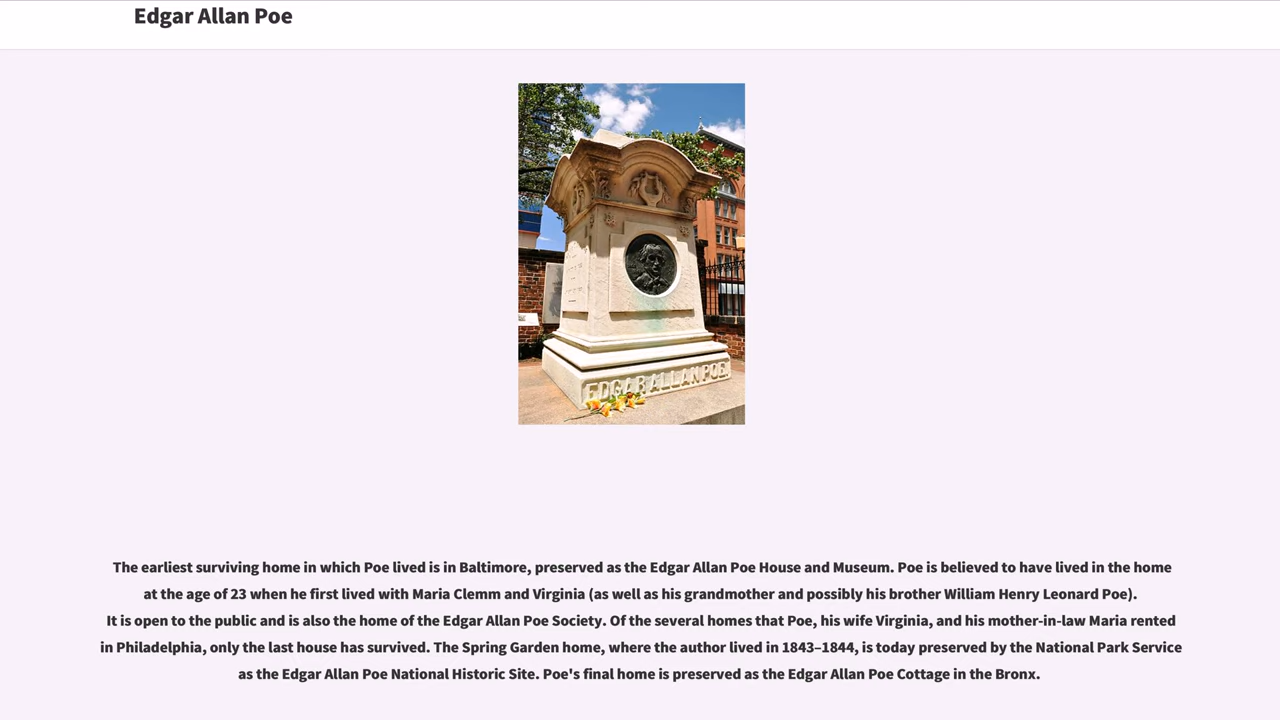 Edgar Allan Poe
EDGAR ALLAN POE
The earliest surviving home in which Poe lived is in Baltimore, preserved as the Edgar Allan Poe House and Museum. Poe is believed to have lived in the home
at the age of 23 when he first lived with Maria Clemm and Virginia (as well as his grandmother and possibly his brother William Henry Leonard Poe).
It is open to the public and is also the home of the Edgar Allan Poe Society. Of the several homes that Poe, his wife Virginia, and his mother-in-law Maria rented
in Philadelphia, only the last house has survived. The Spring Garden home, where the author lived in 1843–1844, is today preserved by the National Park Service
as the Edgar Allan Poe National Historic Site. Poe's final home is preserved as the Edgar Allan Poe Cottage in the Bronx.